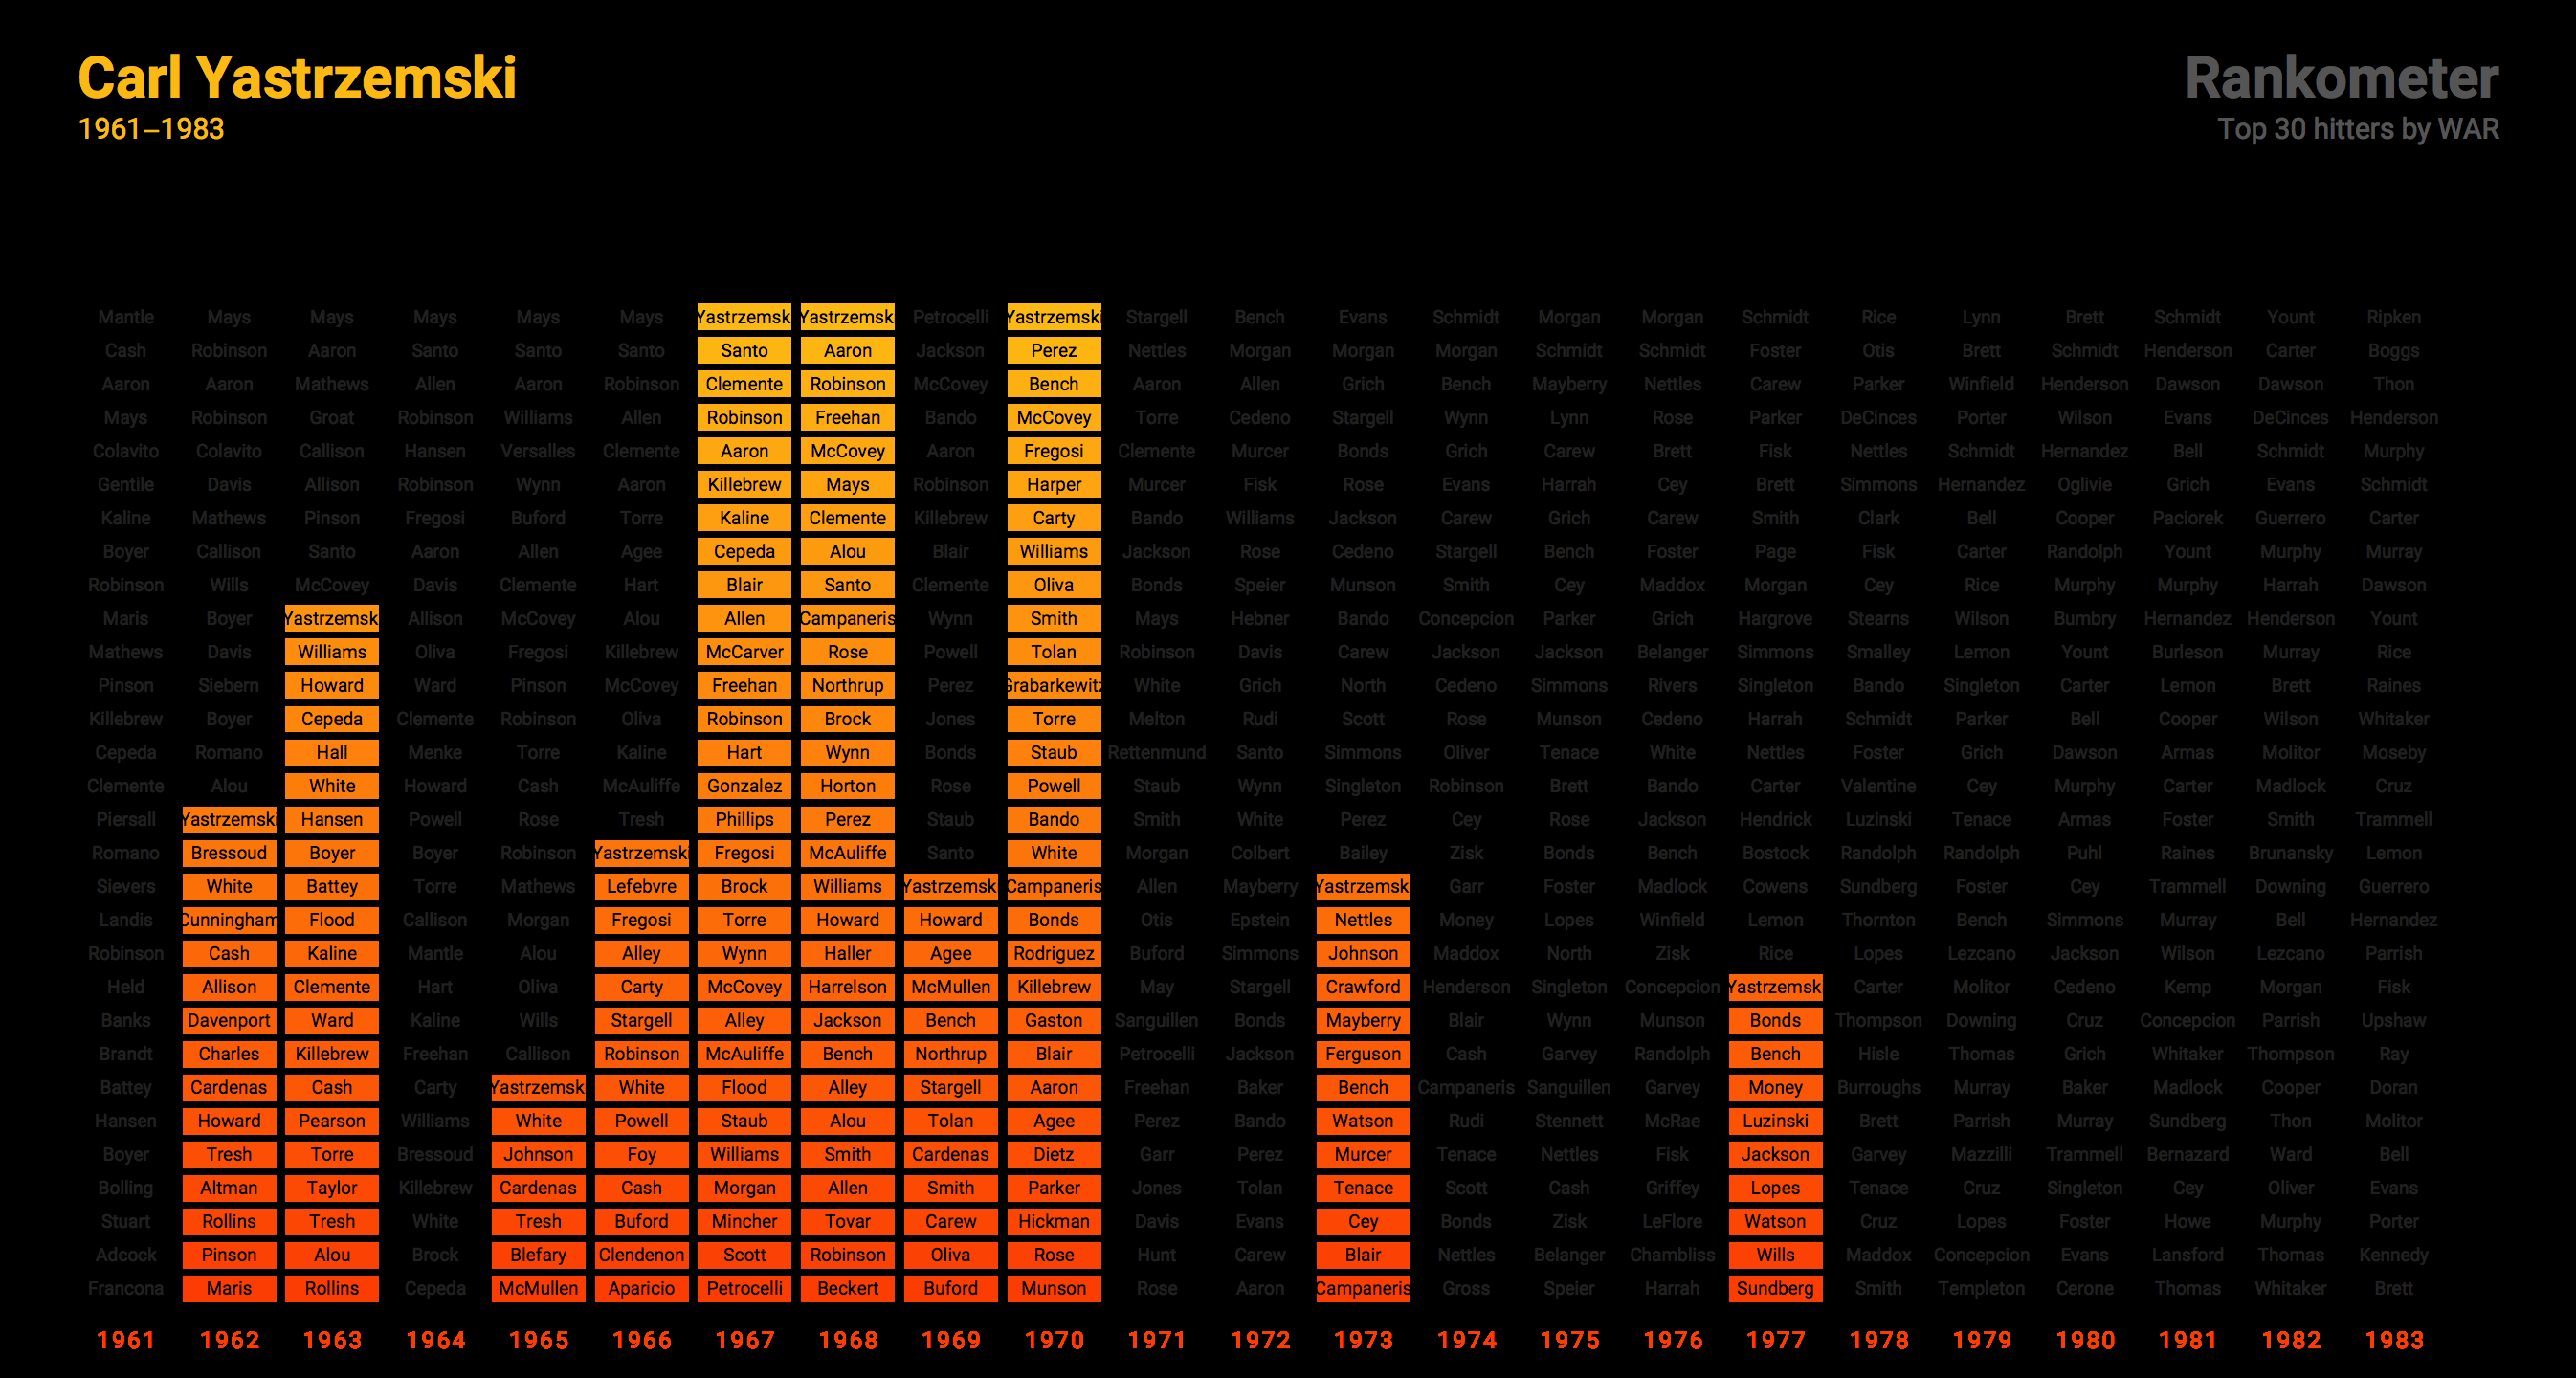 Carl Yastrzemski
1961–1983
Rankometer
Top 30 hitters by WAR
Mantle Mays Mays Mays Mays Mays Yastrzemski Yastrzemski Petrocelli Yastrzemski Stargell Bench Evans Schmidt Morgan Morgan Schmidt Rice Lynn Brett Schmidt Yount Ripken
Cash Robinson Aaron Santo Santo Santo Santo Aaron Jackson Perez Nettles Morgan Morgan Morgan Schmidt Schmidt Foster Otis Brett Schmidt Henderson Carter Boggs
Aaron Aaron Mathews Allen Aaron Robinson Clemente Robinson McCovey Bench Aaron Allen Grich Bench Mayberry Nettles Carew Parker Winfield Henderson Dawson Dawson Thon
Mays Robinson Groat Robinson Williams Allen Robinson Freehan Bando McCovey Torre Cedeno Stargell Wynn Lynn Rose Parker DeCinces Porter Wilson Evans DeCinces Henderson
Colavito Colavito Callison Hansen Versalles Clemente Aaron McCovey Aaron Fregosi Clemente Murcer Bonds Grich Carew Brett Fisk Nettles Schmidt Hernandez Bell Schmidt Murphy
Gentile Davis Allison Robinson Wynn Aaron Killebrew Mays Robinson Harper Murcer Fisk Rose Evans Harrah Cey Brett Simmons Hernandez Oglivie Grich Evans Schmidt
Kaline Mathews Pinson Fregosi Buford Torre Kaline Clemente Killebrew Carty Bando Williams Jackson Carew Grich Carew Smith Clark Bell Cooper Paciorek Guerrero Carter
Boyer Callison Santo Aaron Allen Agee Cepeda Alou Blair Williams Jackson Rose Cedeno Stargell Bench Foster Page Fisk Carter Randolph Yount Murphy Murray
Robinson Wills McCovey Davis Clemente Hart Blair Santo Clemente Oliva Bonds Speier Munson Smith Cey Maddox Morgan Cey Rice Murphy Murphy Harrah Dawson
Maris Boyer Yastrzemski Allison McCovey Alou Allen Campaneris Wynn Smith Mays Hebner Bando Concepcion Parker Grich Hargrove Stearns Wilson Bumbry Hernandez Henderson Yount
Mathews Davis Williams Oliva Fregosi Killebrew McCarver Rose Powell Tolan Robinson Davis Carew Jackson Jackson Belanger Simmons Smalley Lemon Yount Burleson Murray Rice
Pinson Siebern Howard Ward Pinson McCovey Freehan Northrup Perez Grabarkewitz White Grich North Cedeno Simmons Rivers Singleton Bando Singleton Carter Lemon Brett Raines
Killebrew Boyer Cepeda Clemente Robinson Oliva Robinson Brock Jones Torre Melton Rudi Scott Rose Munson Cedeno Harrah Schmidt Parker Bell Cooper Wilson Whitaker
Cepeda Romano Hall Menke Torre Kaline Hart Wynn Bonds Staub Rettenmund Santo Simmons Oliver Tenace White Nettles Foster Grich Dawson Armas Molitor Moseby
Clemente Alou White Howard Cash McAuliffe Gonzalez Horton Rose Powell Staub Wynn Singleton Robinson Brett Bando Carter Valentine Cey Murphy Carter Madlock Cruz
Piersall Yastrzemski Hansen Powell Rose Tresh Phillips Perez Staub Bando Smith White Perez Cey Rose Jackson Hendrick Luzinski Tenace Armas Foster Smith Trammell
Romano Bressoud Boyer Boyer Robinson Yastrzemski Fregosi McAuliffe Santo White Morgan Colbert Bailey Zisk Bonds Bench Bostock Randolph Randolph Puhl Raines Brunansky Lemon
Sievers White Battey Torre Mathews Lefebvre Brock Williams Yastrzemski Campaneris Allen Mayberry Yastrzemski Garr Foster Madlock Cowens Sundberg Foster Cey Trammell Downing Guerrero
Landis Cunningham Flood Callison Morgan Fregosi Torre Howard Howard Bonds Otis Epstein Nettles Money Lopes Winfield Lemon Thornton Bench Simmons Murray Bell Hernandez
Robinson Cash Kaline Mantle Alou Alley Wynn Haller Agee Rodriguez Buford Simmons Johnson Maddox North Zisk Rice Lopes Lezcano Jackson Wilson Lezcano Parrish
Held Allison Clemente Hart Oliva Carty McCovey Harrelson McMullen Killebrew May Stargell Crawford Henderson Singleton Concepcion Yastrzemski Carter Molitor Cedeno Kemp Morgan Fisk
Banks Davenport Ward Kaline Wills Stargell Alley Jackson Bench Gaston Sanguillen Bonds Mayberry Blair Wynn Munson Bonds Thompson Downing Cruz Concepcion Parrish Upshaw
Brandt Charles Killebrew Freehan Callison Robinson McAuliffe Bench Northrup Blair Petrocelli Jackson Ferguson Cash Garvey Randolph Bench Hisle Thomas Grich Whitaker Thompson Ray
Battey Cardenas Cash Carty Yastrzemski White Flood Alley Stargell Aaron Freehan Baker Bench Campaneris Sanguillen Garvey Money Burroughs Murray Baker Madlock Cooper Doran
Hansen Howard Pearson Williams White Powell Staub Alou Tolan Agee Perez Bando Watson Rudi Stennett McRae Luzinski Brett Parrish Murray Sundberg Thon Molitor
Boyer Tresh Torre Bressoud Johnson Foy Williams Smith Cardenas Dietz Garr Perez Murcer Tenace Nettles Fisk Jackson Garvey Mazzilli Trammell Bernazard Ward Bell
Bolling Altman Taylor Killebrew Cardenas Cash Morgan Allen Smith Parker Jones Tolan Tenace Scott Cash Griffey Lopes Tenace Cruz Singleton Cey Oliver Evans
Stuart Rollins Tresh White Tresh Buford Mincher Tovar Carew Hickman Davis Evans Cey Bonds Zisk LeFlore Watson Cruz Lopes Foster Howe Murphy Porter
Adcock Pinson Alou Brock Blefary Clendenon Scott Robinson Oliva Rose Hunt Carew Blair Nettles Belanger Chambliss Wills Maddox Concepcion Evans Lansford Thomas Kennedy
Francona Maris Rollins Cepeda McMullen Aparicio Petrocelli Beckert Buford Munson Rose Aaron Campaneris Gross Speier Harrah Sundberg Smith Templeton Cerone Thomas Whitaker Brett
1961 1962 1963 1964 1965 1966 1967 1968 1969 1970 1971 1972 1973 1974 1975 1976 1977 1978 1979 1980 1981 1982 1983